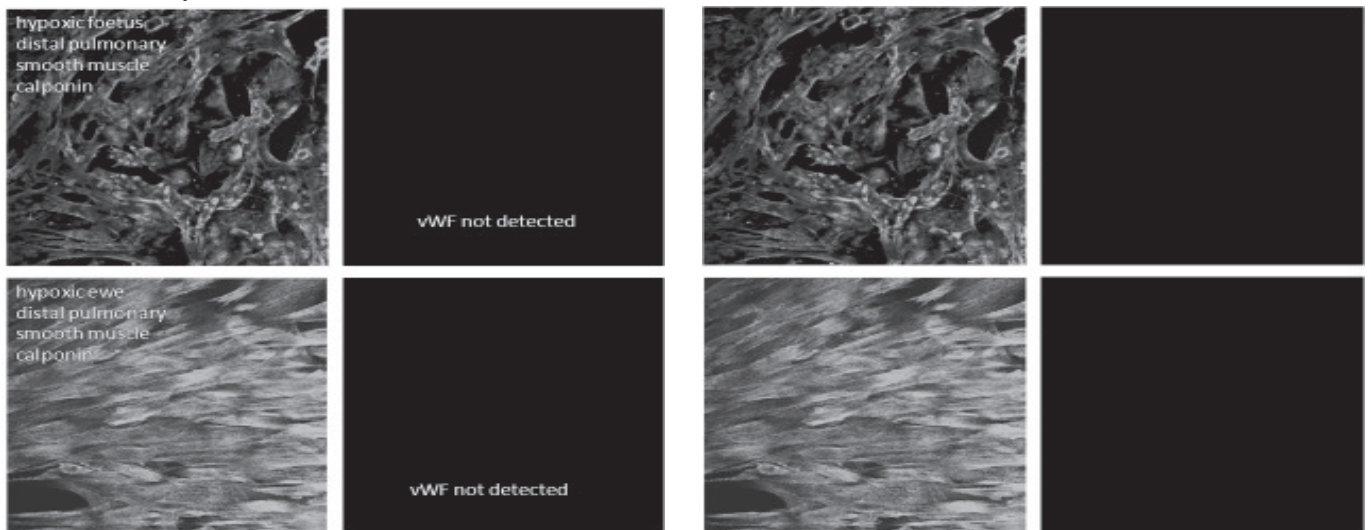 hypoxic foetus
distal pulmonary
smooth muscle
calponin
vWF not detected
hypoxic ewe
distal pulmonary
smooth muscle
calponin
vWF not detected